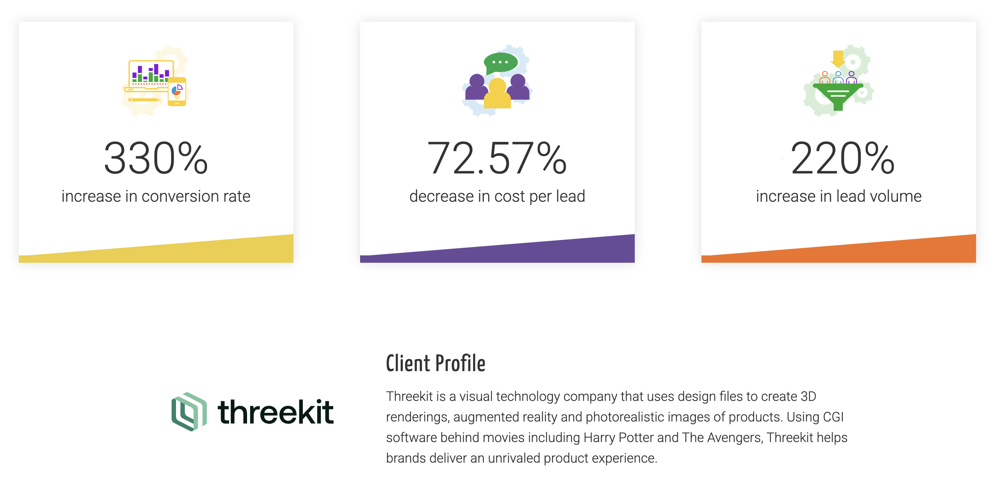 330%
increase in conversion rate
72.57%
decrease in cost per lead
220%
increase in lead volume
threekit
Client Profile
Threekit is a visual technology company that uses design files to create 3D
renderings, augmented reality and photorealistic images of products. Using CGI
software behind movies including Harry Potter and The Avengers, Threekit helps
brands deliver an unrivaled product experience.